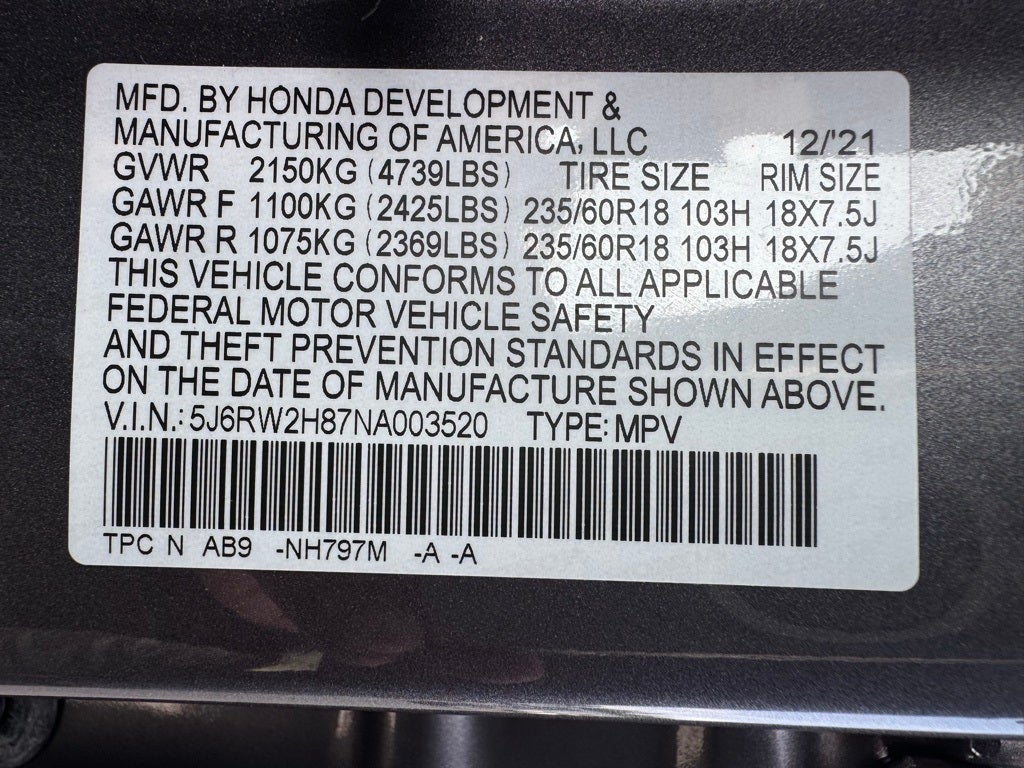 MFD. BY HONDA DEVELOPMENT &
MANUFACTURING OF AMERICA, LLC 12/'21
GVWR 2150KG (4739LBS) TIRE SIZE RIM SIZE
GAWR F 1100KG (2425LBS) 235/60R18 103H 18X7.5J
GAWR R 1075KG (2369LBS) 235/60R18 103H 18X7.5J
THIS VEHICLE CONFORMS TO ALL APPLICABLE
FEDERAL MOTOR VEHICLE SAFETY
AND THEFT PREVENTION STANDARDS IN EFFECT
ON THE DATE OF MANUFACTURE SHOWN ABOVE.
V.I.N.: 5J6RW2H87NA003520 TYPE: MPV
TPC N AB9 -NH797M -A -A